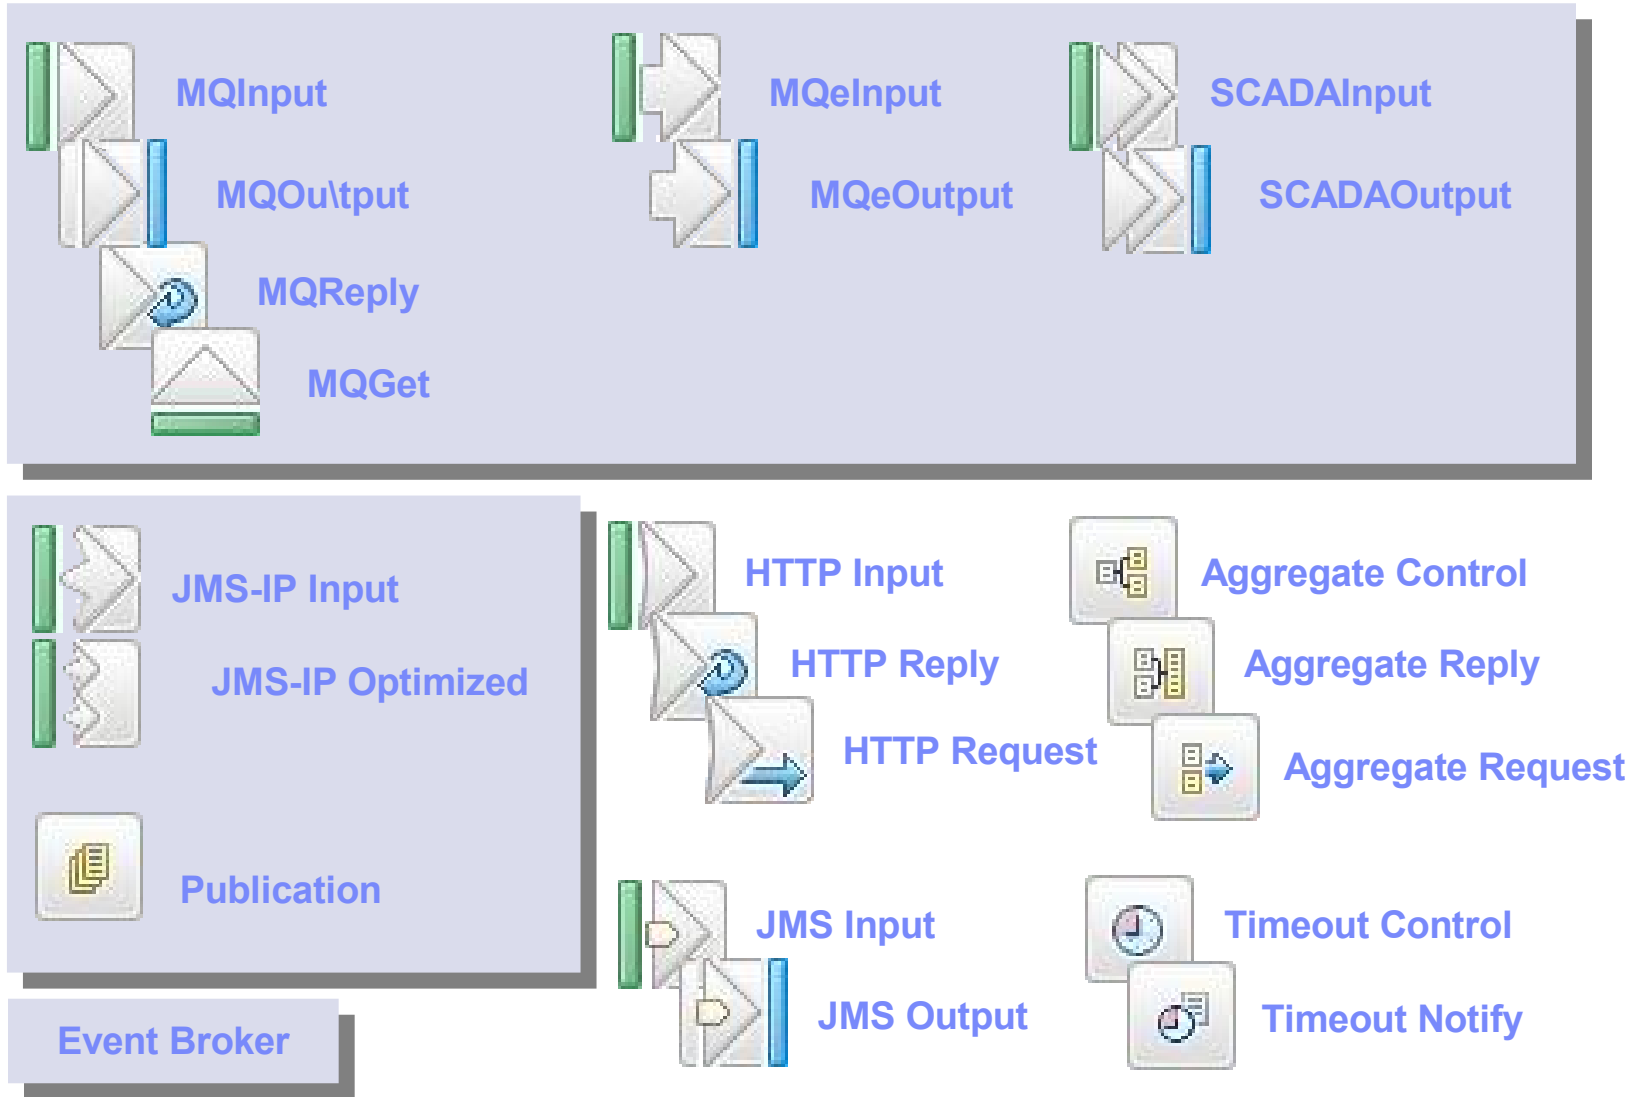 MQInput
MQOu\tput
MQReply
MQGet
MQeInput
MQeOutput
SCADAInput
SCADAOutput
JMS-IP Input
JMS-IP Optimized
Publication
Event Broker
HTTP Input
HTTP Reply
HTTP Request
JMS Input
JMS Output
Aggregate Control
Aggregate Reply
Aggregate Request
Timeout Control
Timeout Notify